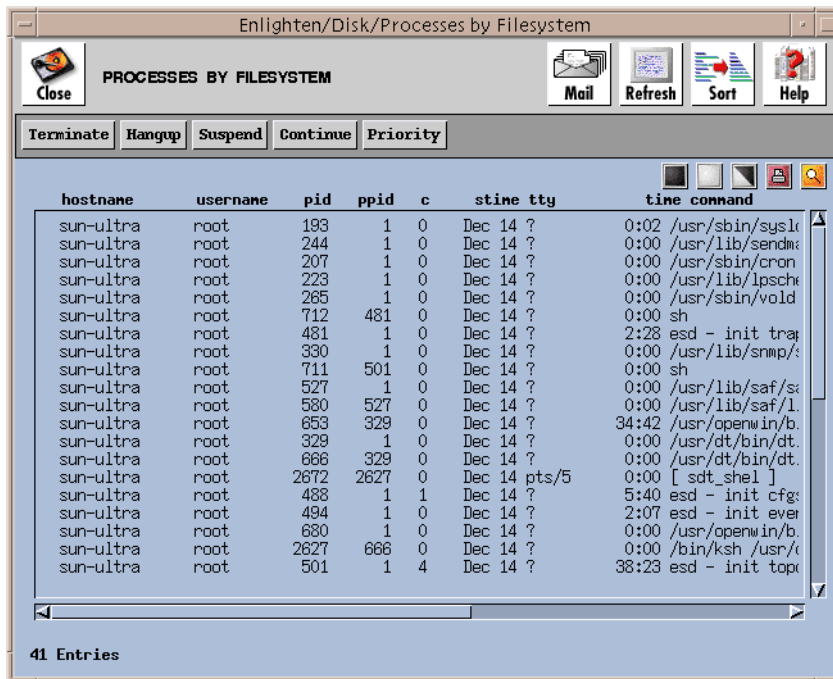 Enlighten/Disk/Processes by Filesystem
Close
PROCESSES BY FILESYSTEM
Mail Refresh Sort Help
Terminate Hangup Suspend Continue Priority
hostname username pid ppid c stime tty time command
sun-ultra root 193 1 0 Dec 14 ? 0:02 /usr/sbin/syslo
sun-ultra root 244 1 0 Dec 14 ? 0:00 /usr/lib/sendma
sun-ultra root 207 1 0 Dec 14 ? 0:00 /usr/sbin/cron
sun-ultra root 223 1 0 Dec 14 ? 0:00 /usr/lib/lpsche
sun-ultra root 265 1 0 Dec 14 ? 0:00 /usr/sbin/vold
sun-ultra root 712 481 0 Dec 14 ? 0:00 sh
sun-ultra root 481 1 0 Dec 14 ? 2:28 esd - init trap
sun-ultra root 330 1 0 Dec 14 ? 0:00 /usr/lib/snmp/s
sun-ultra root 711 501 0 Dec 14 ? 0:00 sh
sun-ultra root 527 1 0 Dec 14 ? 0:00 /usr/lib/saf/sa
sun-ultra root 580 527 0 Dec 14 ? 0:00 /usr/lib/saf/l.
sun-ultra root 653 329 0 Dec 14 ? 34:42 /usr/openwin/b.
sun-ultra root 329 1 0 Dec 14 ? 0:00 /usr/dt/bin/dt.
sun-ultra root 666 329 0 Dec 14 ? 0:00 /usr/dt/bin/dt.
sun-ultra root 2672 2627 0 Dec 14 pts/5 0:00 [ sdt_shel ]
sun-ultra root 488 1 1 Dec 14 ? 5:40 esd - init cfgs
sun-ultra root 494 1 0 Dec 14 ? 2:07 esd - init even
sun-ultra root 680 1 0 Dec 14 ? 0:00 /usr/openwin/b.
sun-ultra root 2627 666 0 Dec 14 ? 0:00 /bin/ksh /usr/d
sun-ultra root 501 1 4 Dec 14 ? 38:23 esd - init topo
41 Entries